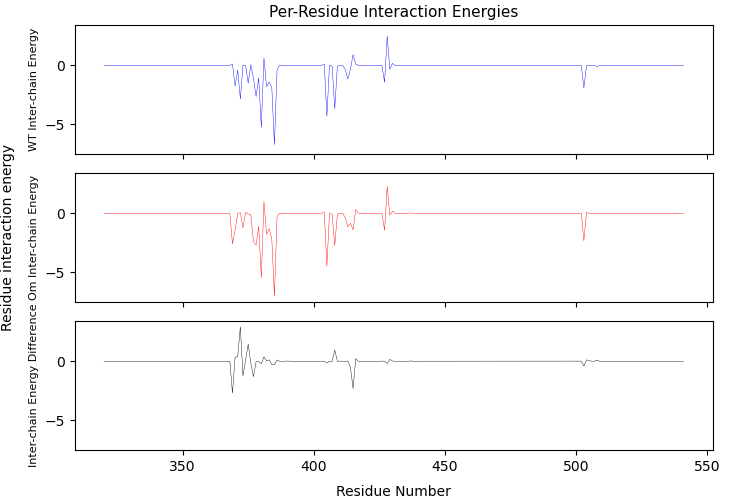 Per-Residue Interaction Energies
Residue interaction energy
WT Inter-chain Energy
0
−5
Om Inter-chain Energy
0
−5
Inter-chain Energy Difference
0
−5
350
400
450
500
550
Residue Number